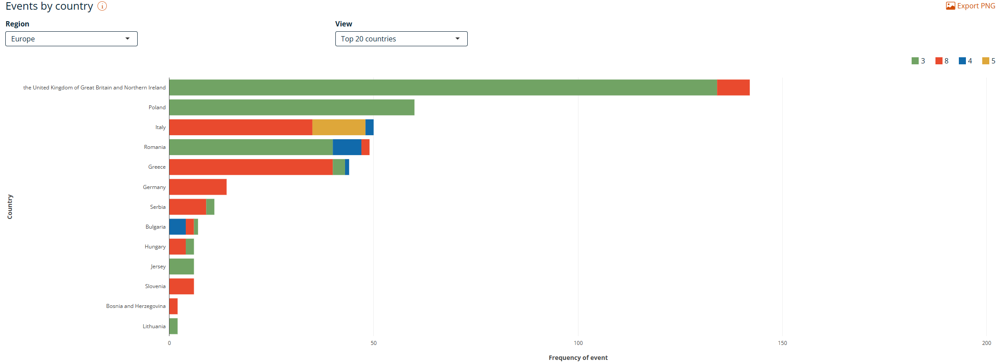 Events by country
Export PNG
Region
View
Europe
Top 20 countries
3 8 4 5
the United Kingdom of Great Britain and Northern Ireland
Poland
Italy
Romania
Greece
Germany
Serbia
Bulgaria
Hungary
Jersey
Slovenia
Bosnia and Herzegovina
Lithuania
Country
0 50 100 150 200
Frequency of event